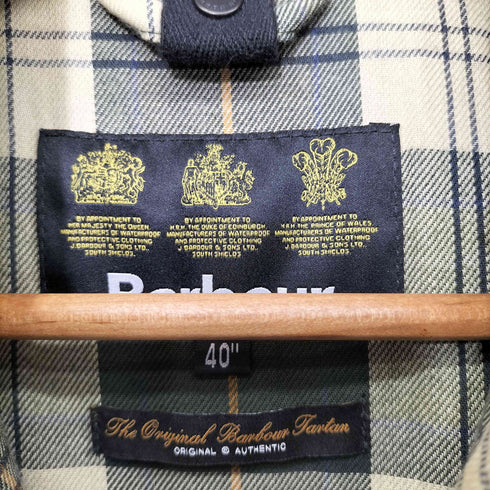 BY APPOINTMENT TO
HER MAJESTY THE QUEEN
MANUFACTURERS OF WATERPROOF
AND PROTECTIVE CLOTHING
J. BARBOUR & SONS LTD.
SOUTH SHIELDS
BY APPOINTMENT TO
H.R.H. THE DUKE OF EDINBURGH
MANUFACTURERS OF WATERPROOF
AND PROTECTIVE CLOTHING
J. BARBOUR & SONS LTD.,
SOUTH SHIELDS
BY APPOINTMENT TO
H.R.H. THE PRINCE OF WALES
MANUFACTURERS OF WATERPROOF
AND PROTECTIVE CLOTHING
J. BARBOUR & SONS LTD.
SOUTH SHIELDS
Barbour
40"
The Original Barbour Tartan
ORIGINAL @ AUTHENTIC